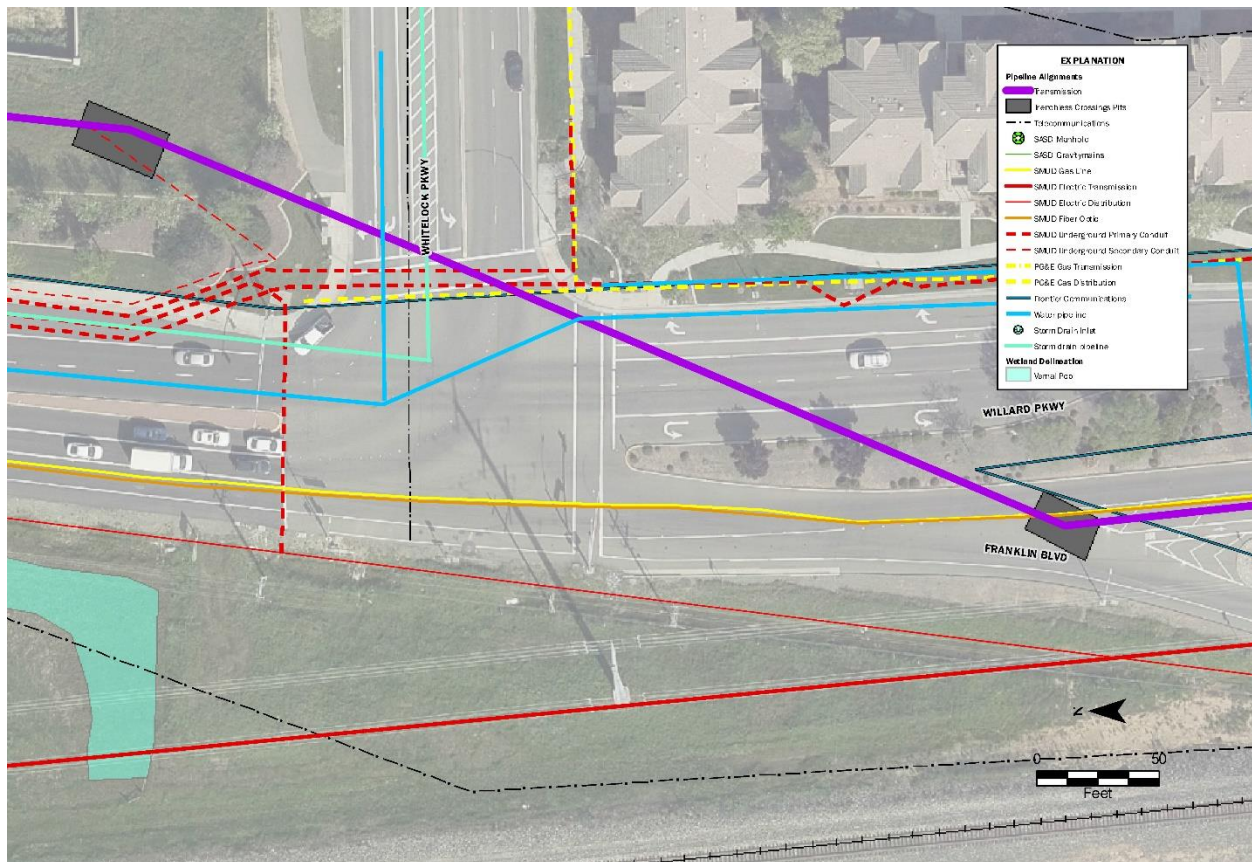 EXPLANATION
Pipeline Alignments
Transmission
Trenchless Crossings Pits
Telecommunications
SASD Manhole
SASD Gravitymains
SMUD Gas Line
SMUD Electric Transmission
SMUD Electric Distribution
SMUD Fiber Optic
SMUD Underground Primary Conduit
SMUD Underground Secondary Conduit
PG&E Gas Transmission
PG&E Gas Distribution
Frontier Communications
Water pipeline
Storm Drain Inlet
Storm drain pipeline
Wetland Delineation
Vernal Pool
WHITELOCK PKWY
WILLARD PKWY
FRANKLIN BLVD
N
0 50
Feet